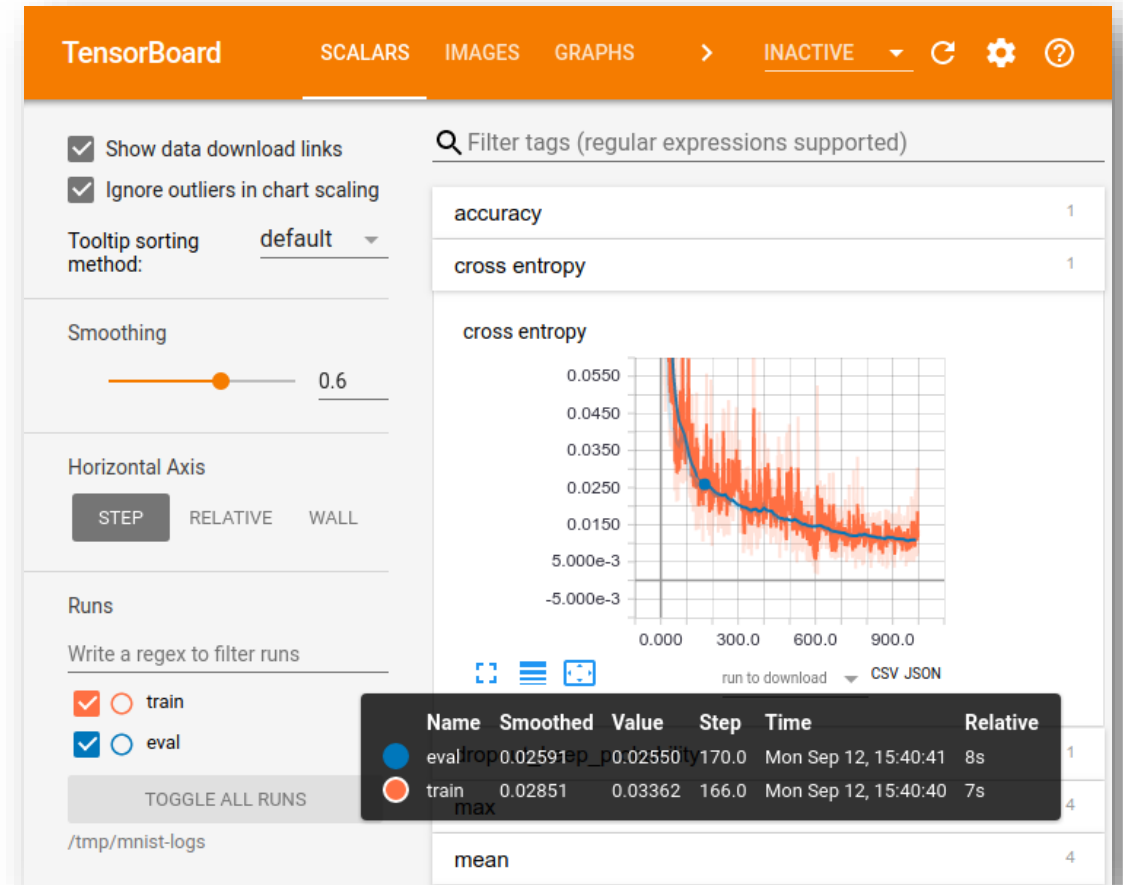 TensorBoard SCALARS IMAGES GRAPHS > INACTIVE
Show data download links
Ignore outliers in chart scaling
Tooltip sorting method: default
Smoothing
0.6
Horizontal Axis
STEP RELATIVE WALL
Runs
Write a regex to filter runs
train
eval
TOGGLE ALL RUNS
/tmp/mnist-logs
Filter tags (regular expressions supported)
accuracy 1
cross entropy 1
cross entropy
0.0550
0.0450
0.0350
0.0250
0.0150
5.000e-3
-5.000e-3
0.000 300.0 600.0 900.0
run to download CSV JSON
Name Smoothed Value Step Time Relative
eval 0.02591 0.02550 170.0 Mon Sep 12, 15:40:41 8s
train 0.02851 0.03362 166.0 Mon Sep 12, 15:40:40 7s
dropout_keep_probability 1
max 4
mean 4